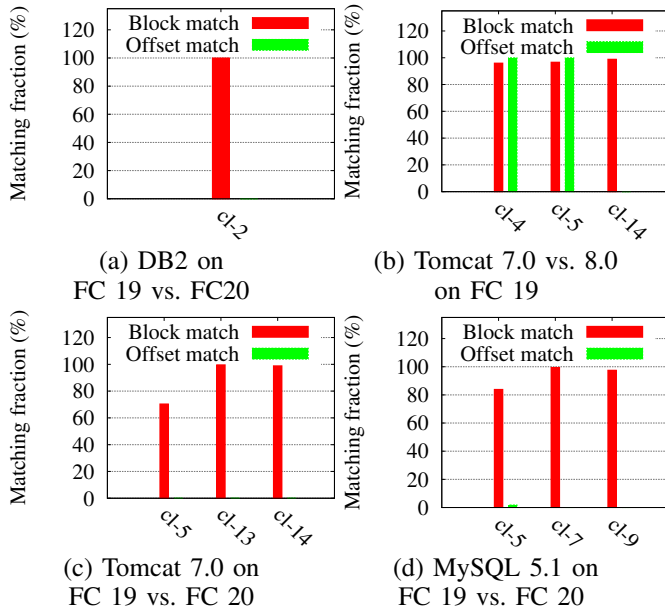 Matching fraction (%)
Block match
Offset match
120
100
80
60
40
20
0
cl-2
(a) DB2 on
FC 19 vs. FC20
Matching fraction (%)
Block match
Offset match
120
100
80
60
40
20
0
cl-4 cl-5 cl-14
(b) Tomcat 7.0 vs. 8.0
on FC 19
Matching fraction (%)
Block match
Offset match
120
100
80
60
40
20
0
cl-5 cl-13 cl-14
(c) Tomcat 7.0 on
FC 19 vs. FC 20
Matching fraction (%)
Block match
Offset match
120
100
80
60
40
20
0
cl-5 cl-7 cl-9
(d) MySQL 5.1 on
FC 19 vs. FC 20